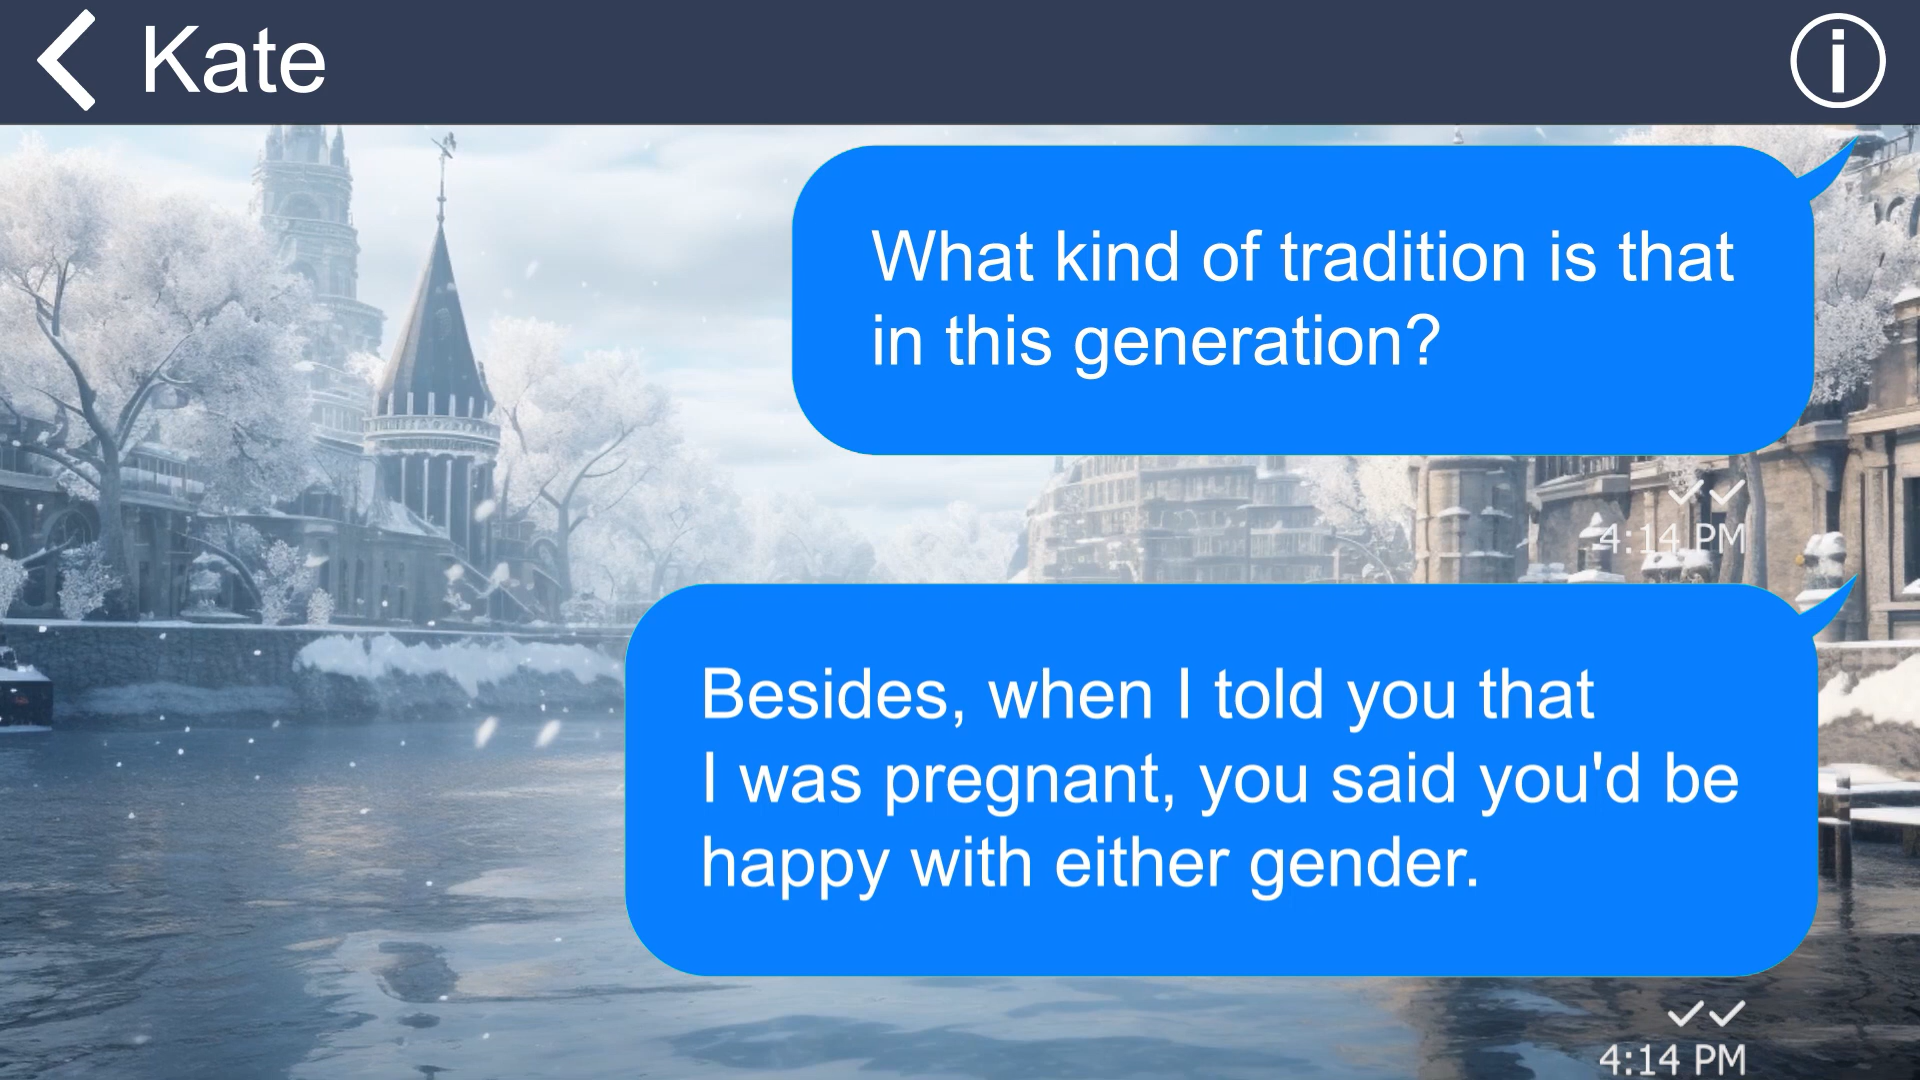 Kate
What kind of tradition is that
in this generation?
4:14 PM
Besides, when I told you that
I was pregnant, you said you'd be
happy with either gender.
4:14 PM